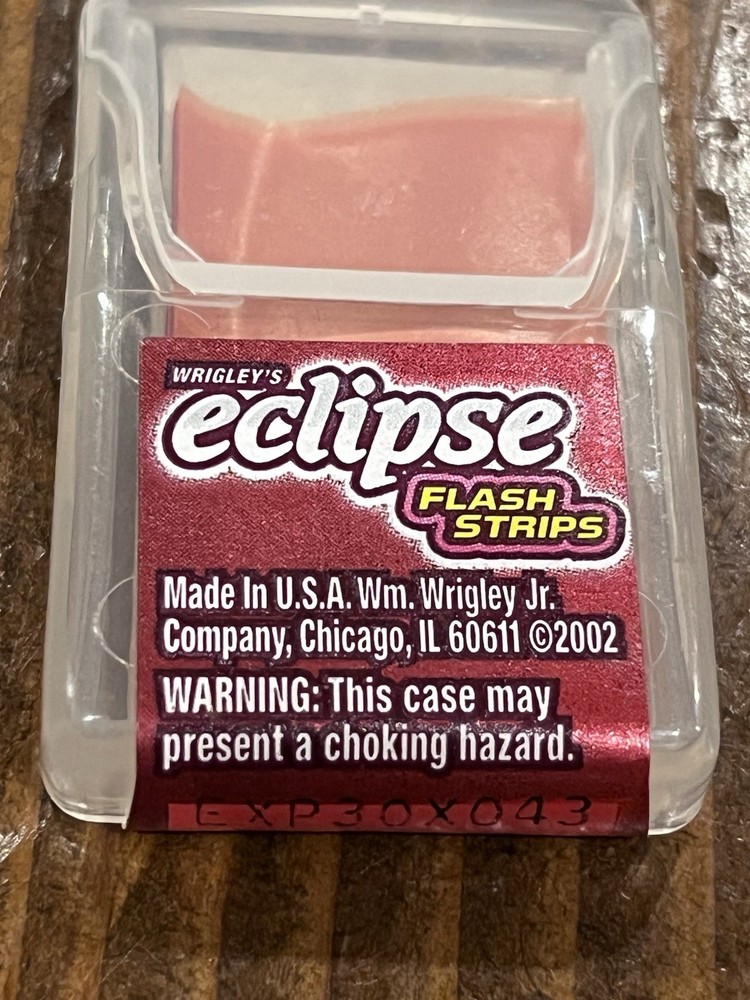 WRIGLEY'S
eclipse
FLASH
STRIPS
Made In U.S.A. Wm. Wrigley Jr.
Company, Chicago, IL 60611 ©2002
WARNING: This case may
present a choking hazard.
EXP30X043